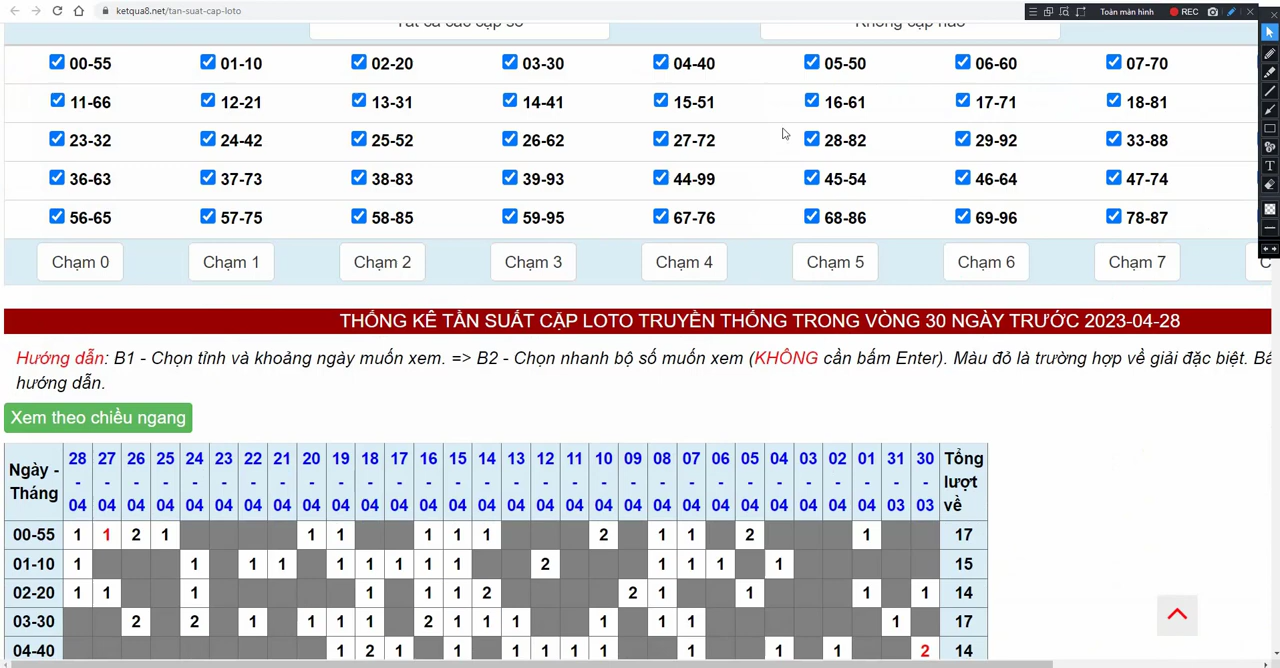 ketqua8.net/tan-suat-cap-loto
Toàn màn hình
REC
Tất cả các cặp số Không cặp nào
00-55 01-10 02-20 03-30 04-40 05-50 06-60 07-70
11-66 12-21 13-31 14-41 15-51 16-61 17-71 18-81
23-32 24-42 25-52 26-62 27-72 28-82 29-92 33-88
36-63 37-73 38-83 39-93 44-99 45-54 46-64 47-74
56-65 57-75 58-85 59-95 67-76 68-86 69-96 78-87
Chạm 0 Chạm 1 Chạm 2 Chạm 3 Chạm 4 Chạm 5 Chạm 6 Chạm 7 C
THỐNG KÊ TẦN SUẤT CẶP LOTO TRUYỀN THỐNG TRONG VÒNG 30 NGÀY TRƯỚC 2023-04-28
Hướng dẫn: B1 - Chọn tỉnh và khoảng ngày muốn xem. => B2 - Chọn nhanh bộ số muốn xem (KHÔNG cần bấm Enter). Màu đỏ là trường hợp về giải đặc biệt.
hướng dẫn.
Xem theo chiều ngang
Ngày - Tháng 28 - 04 27 - 04 26 - 04 25 - 04 24 - 04 23 - 04 22 - 04 21 - 04 20 - 04 19 - 04 18 - 04 17 - 04 16 - 04 15 - 04 14 - 04 13 - 04 12 - 04 11 - 04 10 - 04 09 - 04 08 - 04 07 - 04 06 - 04 05 - 04 04 - 04 03 - 04 02 - 04 01 - 04 31 - 03 30 - 03 Tổng lượt về
00-55 1 1 2 1 1 1 1 1 1 2 1 1 2 1 17
01-10 1 1 1 1 1 1 1 1 1 2 1 1 1 1 15
02-20 1 1 1 1 1 1 2 2 1 1 1 1 14
03-30 2 2 1 1 1 1 2 1 1 1 1 1 1 1 17
04-40 1 2 1 1 1 1 1 1 1 1 1 2 14